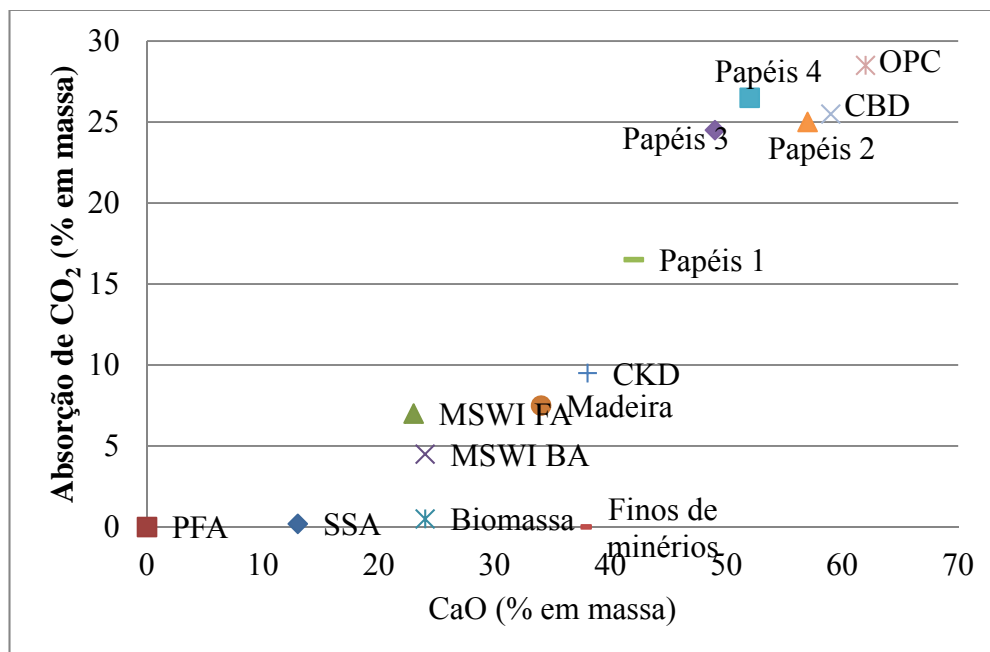 Absorção de CO₂ (% em massa)
30
25
20
15
10
5
0
OPC
Papéis 4
CBD
Papéis 3
Papéis 2
Papéis 1
CKD
Madeira
MSWI FA
MSWI BA
PFA
SSA
Biomassa
Finos de
minérios
0 10 20 30 40 50 60 70
CaO (% em massa)